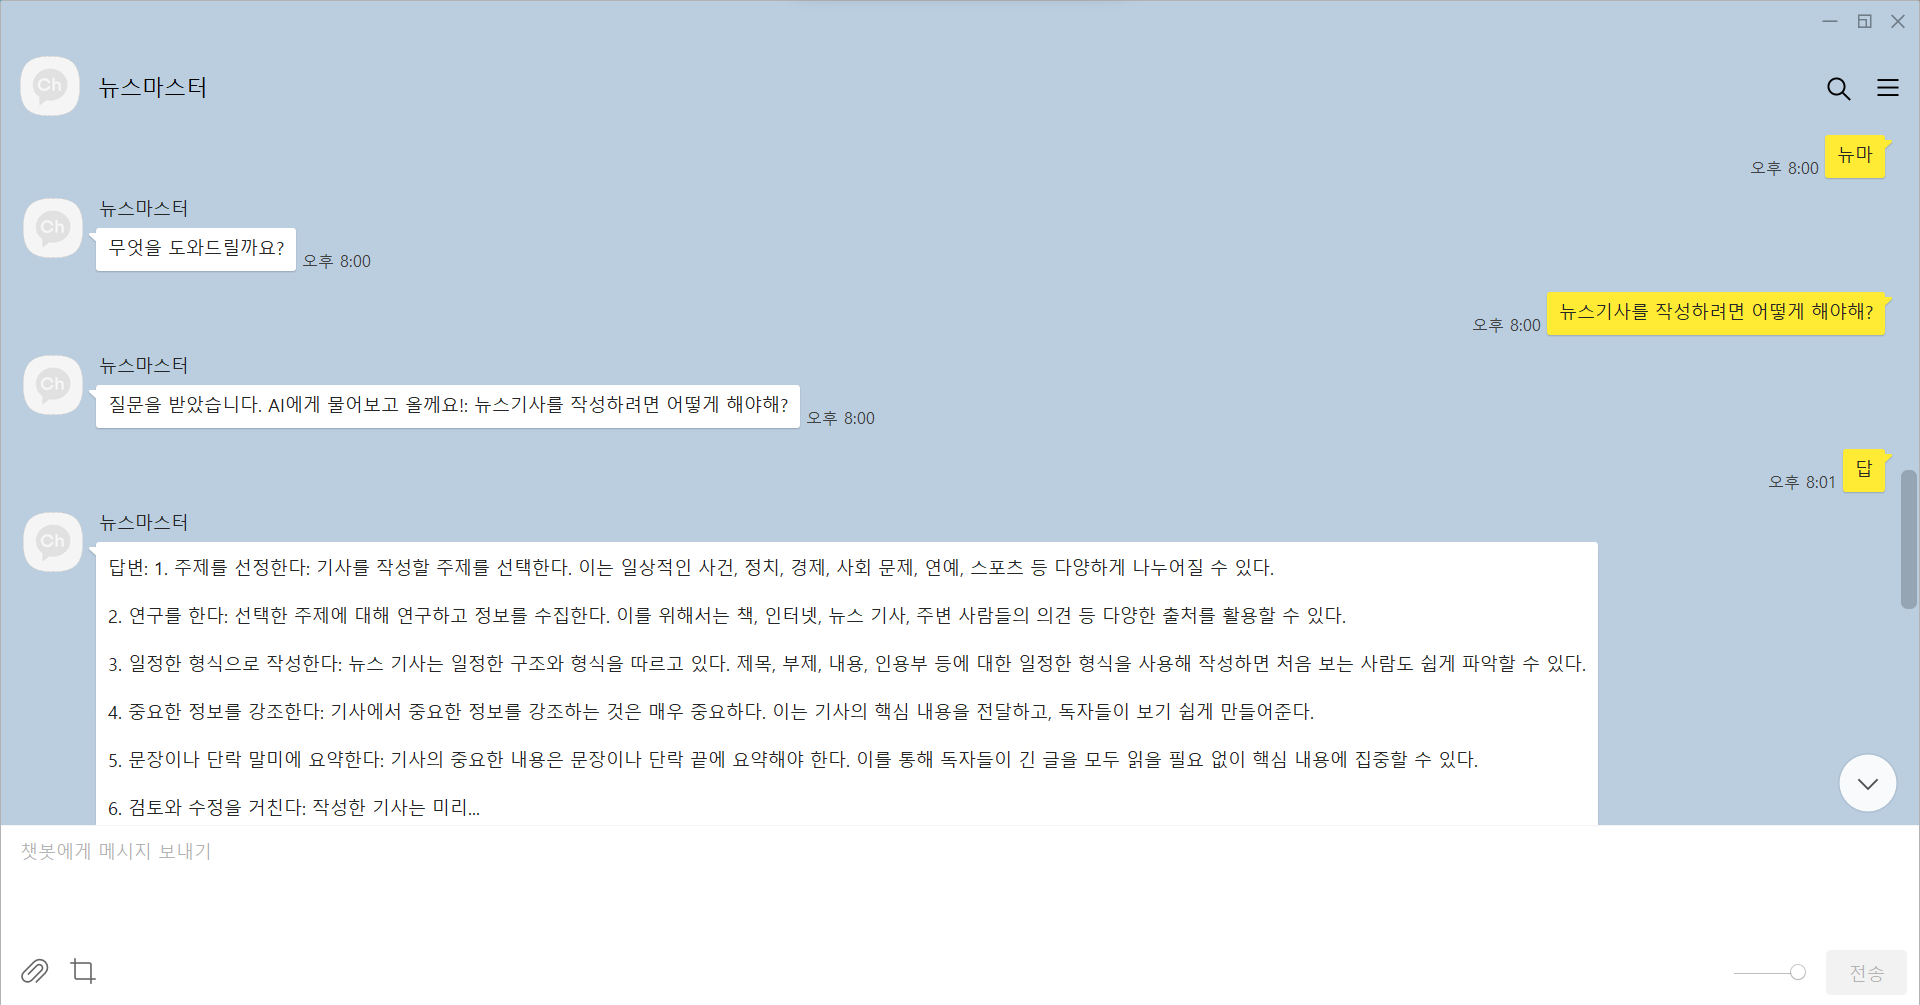 Ch 뉴스마스터
뉴마
오후 8:00
Ch 뉴스마스터
무엇을 도와드릴까요?
오후 8:00
뉴스기사를 작성하려면 어떻게 해야해?
오후 8:00
Ch 뉴스마스터
질문을 받았습니다. AI에게 물어보고 올께요!: 뉴스기사를 작성하려면 어떻게 해야해?
오후 8:00
답
오후 8:01
Ch 뉴스마스터
답변: 1. 주제를 선정한다: 기사를 작성할 주제를 선택한다. 이는 일상적인 사건, 정치, 경제, 사회 문제, 연예, 스포츠 등 다양하게 나누어질 수 있다.
2. 연구를 한다: 선택한 주제에 대해 연구하고 정보를 수집한다. 이를 위해서는 책, 인터넷, 뉴스 기사, 주변 사람들의 의견 등 다양한 출처를 활용할 수 있다.
3. 일정한 형식으로 작성한다: 뉴스 기사는 일정한 구조와 형식을 따르고 있다. 제목, 부제, 내용, 인용부 등에 대한 일정한 형식을 사용해 작성하면 처음 보는 사람도 쉽게 파악할 수 있다.
4. 중요한 정보를 강조한다: 기사에서 중요한 정보를 강조하는 것은 매우 중요하다. 이는 기사의 핵심 내용을 전달하고, 독자들이 보기 쉽게 만들어준다.
5. 문장이나 단락 말미에 요약한다: 기사의 중요한 내용은 문장이나 단락 끝에 요약해야 한다. 이를 통해 독자들이 긴 글을 모두 읽을 필요 없이 핵심 내용에 집중할 수 있다.
6. 검토와 수정을 거친다: 작성한 기사는 미리...
챗봇에게 메시지 보내기
전송